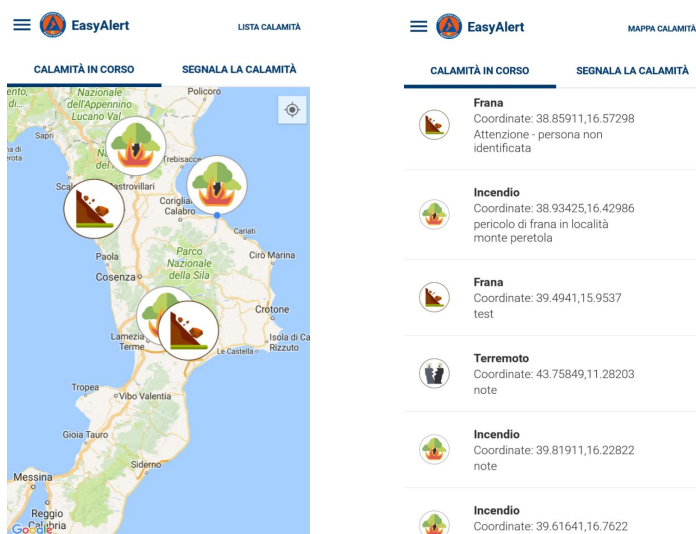 EasyAlert
LISTA CALAMITÀ
CALAMITÀ IN CORSO
SEGNALA LA CALAMITÀ
Nazionale
dell'Appennino
Lucano Val
Policoro
Sapri
Trebisacce
Castrovillari
Corigliano
Calabro
Cariati
Paola
Parco
Nazionale
della Sila
Cirò Marina
Cosenza
Crotone
Lamezia
Terme
Isola di Ca
Rizzuto
Le Castella
Tropea
Vibo Valentia
Gioia Tauro
Siderno
Messina
Reggio
Calabria
Google
EasyAlert
MAPPA CALAMITÀ
CALAMITÀ IN CORSO
SEGNALA LA CALAMITÀ
Frana
Coordinate: 38.85911,16.57298
Attenzione - persona non
identificata
Incendio
Coordinate: 38.93425,16.42986
pericolo di frana in località
monte peretola
Frana
Coordinate: 39.4941,15.9537
test
Terremoto
Coordinate: 43.75849,11.28203
note
Incendio
Coordinate: 39.81911,16.22822
note
Incendio
Coordinate: 39.61641,16.7622